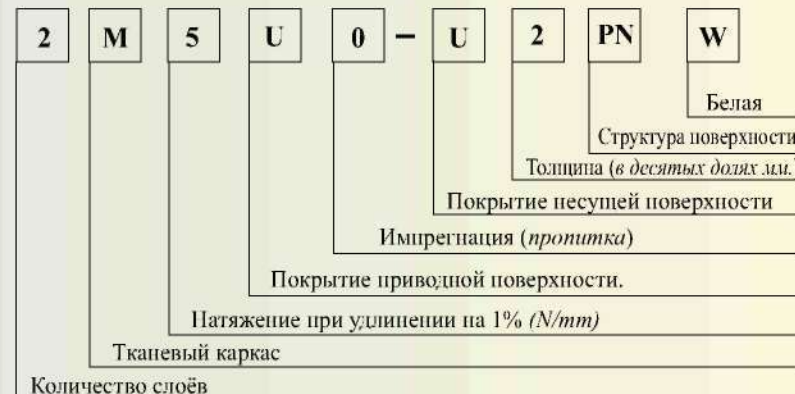 2 M 5 U 0 – U 2 PN W
Белая
Структура поверхности
Толщина (в десятых долях мм.)
Покрытие несущей поверхности
Импрегнация (пропитка)
Покрытие приводной поверхности.
Натяжение при удлинении на 1% (N/mm)
Тканевый каркас
Количество слоёв